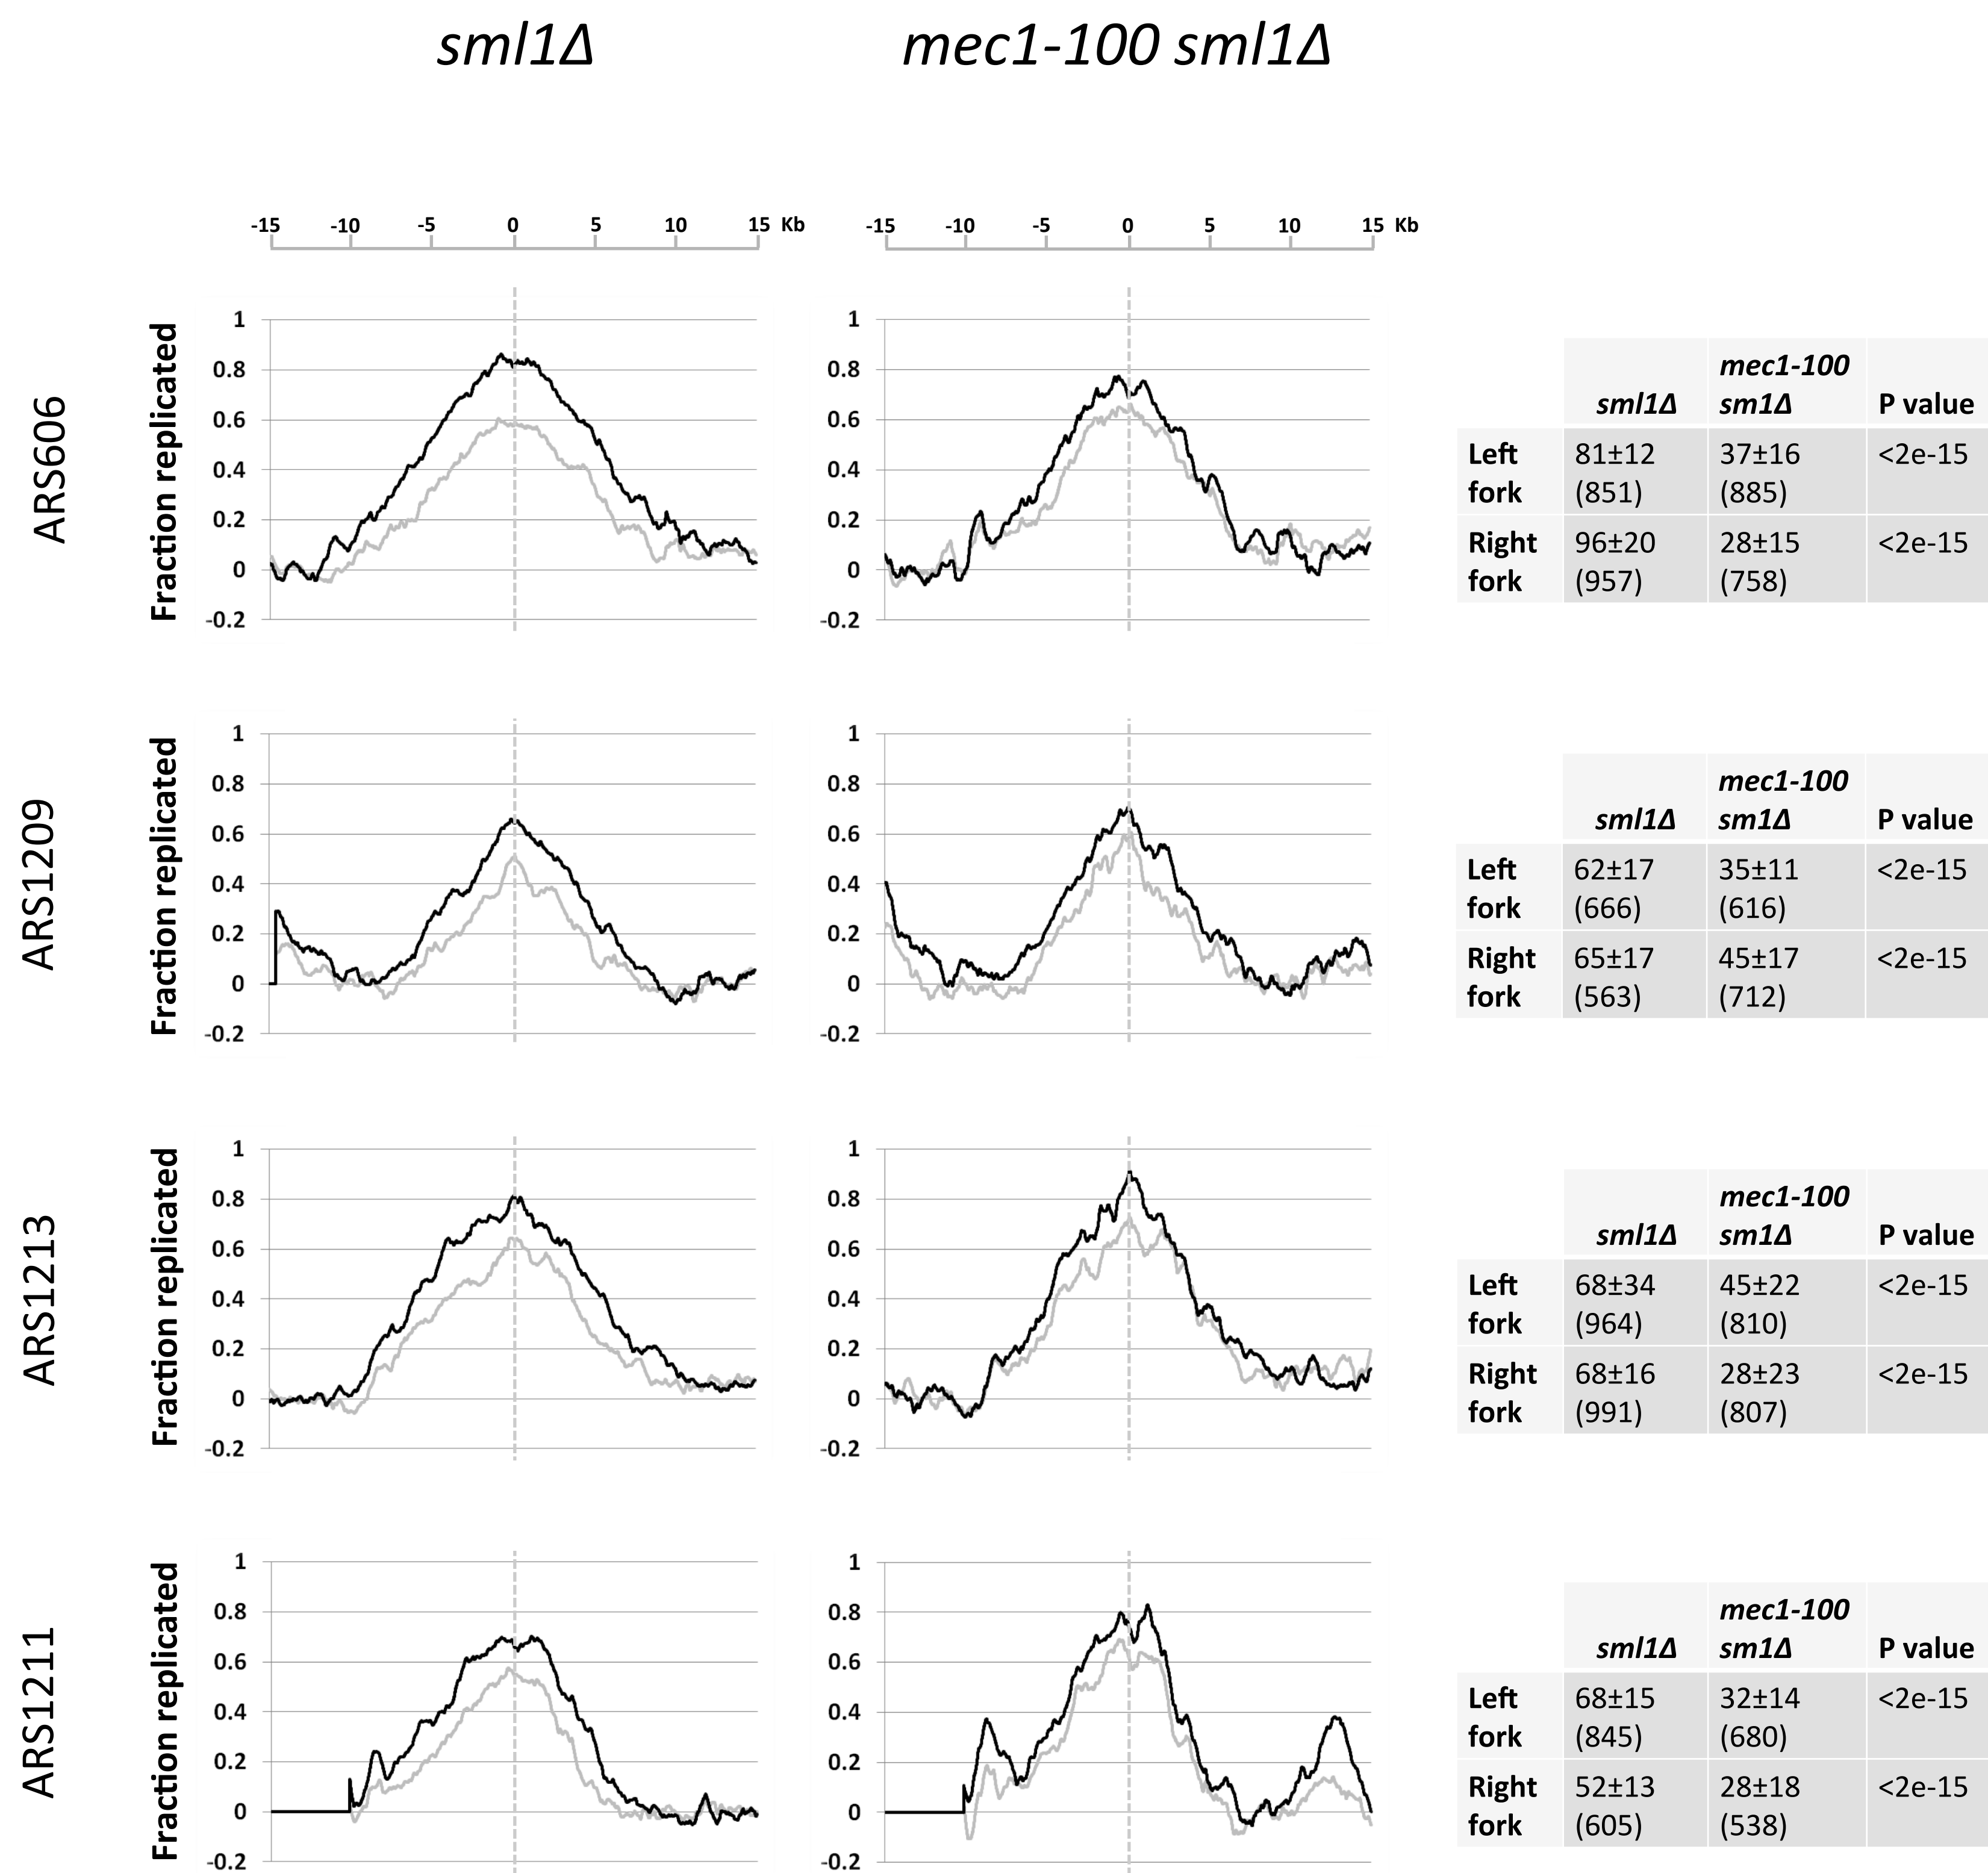 sml1Δ mec1-100 sml1Δ
-15 -10 -5 0 5 10 15 Kb -15 -10 -5 0 5 10 15 Kb
ARS606
Fraction replicated
1
0.8
0.6
0.4
0.2
0
-0.2
1
0.8
0.6
0.4
0.2
0
-0.2
mec1-100
sml1Δ sm1Δ P value
Left 81±12 37±16 <2e-15
fork (851) (885)
Right 96±20 28±15 <2e-15
fork (957) (758)
ARS1209
Fraction replicated
1
0.8
0.6
0.4
0.2
0
-0.2
1
0.8
0.6
0.4
0.2
0
-0.2
mec1-100
sml1Δ sm1Δ P value
Left 62±17 35±11 <2e-15
fork (666) (616)
Right 65±17 45±17 <2e-15
fork (563) (712)
ARS1213
Fraction replicated
1
0.8
0.6
0.4
0.2
0
-0.2
1
0.8
0.6
0.4
0.2
0
-0.2
mec1-100
sml1Δ sm1Δ P value
Left 68±34 45±22 <2e-15
fork (964) (810)
Right 68±16 28±23 <2e-15
fork (991) (807)
ARS1211
Fraction replicated
1
0.8
0.6
0.4
0.2
0
-0.2
1
0.8
0.6
0.4
0.2
0
-0.2
mec1-100
sml1Δ sm1Δ P value
Left 68±15 32±14 <2e-15
fork (845) (680)
Right 52±13 28±18 <2e-15
fork (605) (538)